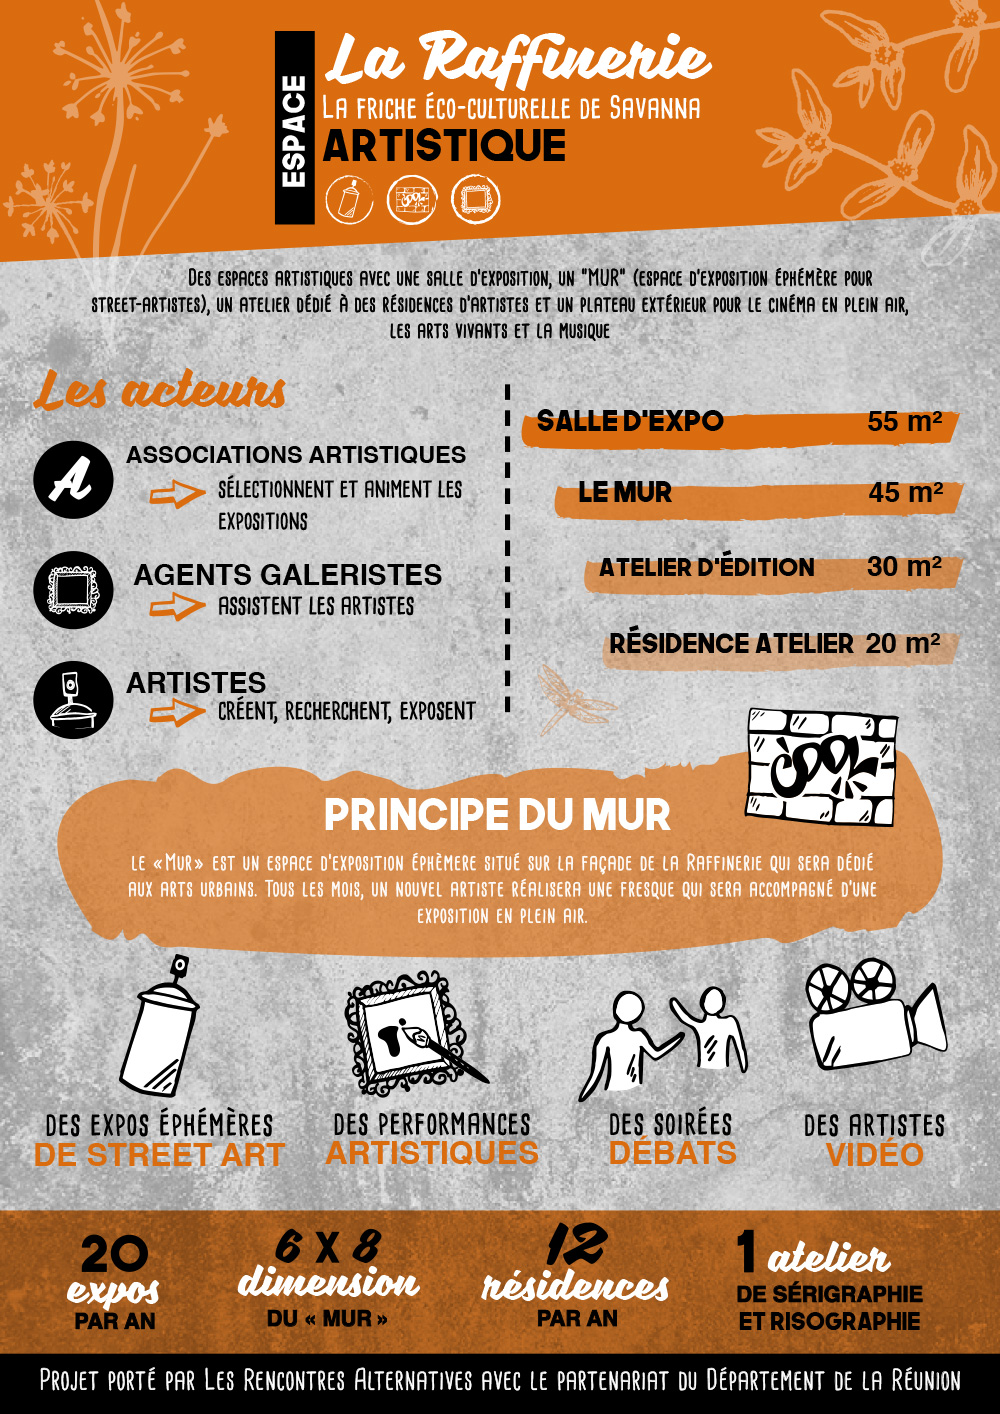 La Raffinerie
La friche éco-culturelle de Savanna
ESPACE
ARTISTIQUE
COOL
Des espaces artistiques avec une salle d'exposition, un "MUR" (espace d'exposition éphémère pour
street-artistes), un atelier dédié à des résidences d'artistes et un plateau extérieur pour le cinéma en plein air,
les arts vivants et la musique
Les acteurs
A
ASSOCIATIONS ARTISTIQUES
SÉLECTIONNENT ET ANIMENT LES
EXPOSITIONS
AGENTS GALERISTES
ASSISTENT LES ARTISTES
ARTISTES
CRÉENT, RECHERCHENT, EXPOSENT
SALLE D'EXPO 55 m²
LE MUR 45 m²
ATELIER D'ÉDITION 30 m²
RÉSIDENCE ATELIER 20 m²
COOL
PRINCIPE DU MUR
le «Mur» est un espace d'exposition éphèmere situé sur la façade de la Raffinerie qui sera dédié
aux arts urbains. Tous les mois, un nouvel artiste réalisera une fresque qui sera accompagné d'une
exposition en plein air.
DES EXPOS ÉPHÉMÈRES
DE STREET ART
DES PERFORMANCES
ARTISTIQUES
DES SOIRÉES
DÉBATS
DES ARTISTES
VIDÉO
20
expos
PAR AN
6 X 8
dimension
DU « MUR »
12
résidences
PAR AN
1 atelier
DE SÉRIGRAPHIE
ET RISOGRAPHIE
Projet porté par Les Rencontres Alternatives avec le partenariat du Département de la Réunion